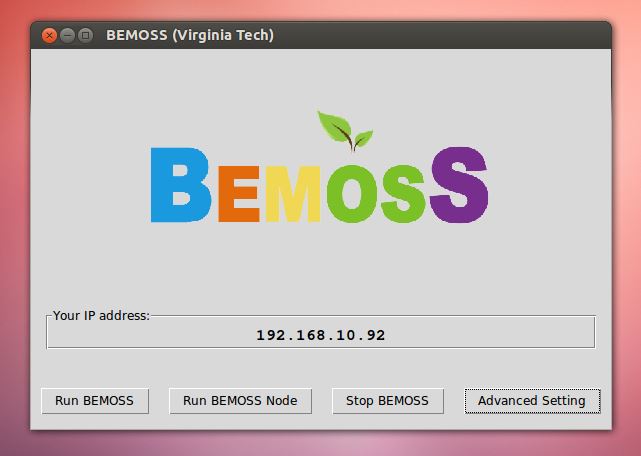 BEMOSS (Virginia Tech)
BEMOSS
Your IP address:
192.168.10.92
Run BEMOSS
Run BEMOSS Node
Stop BEMOSS
Advanced Setting